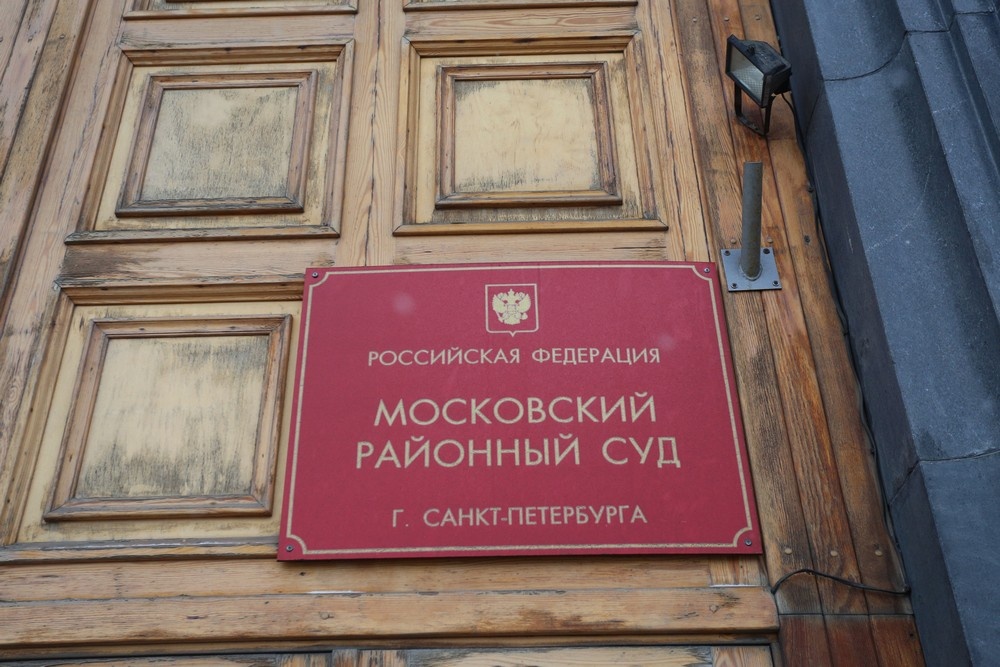 РОССИЙСКАЯ ФЕДЕРАЦИЯ
МОСКОВСКИЙ
РАЙОННЫЙ СУД
Г. САНКТ-ПЕТЕРБУРГА